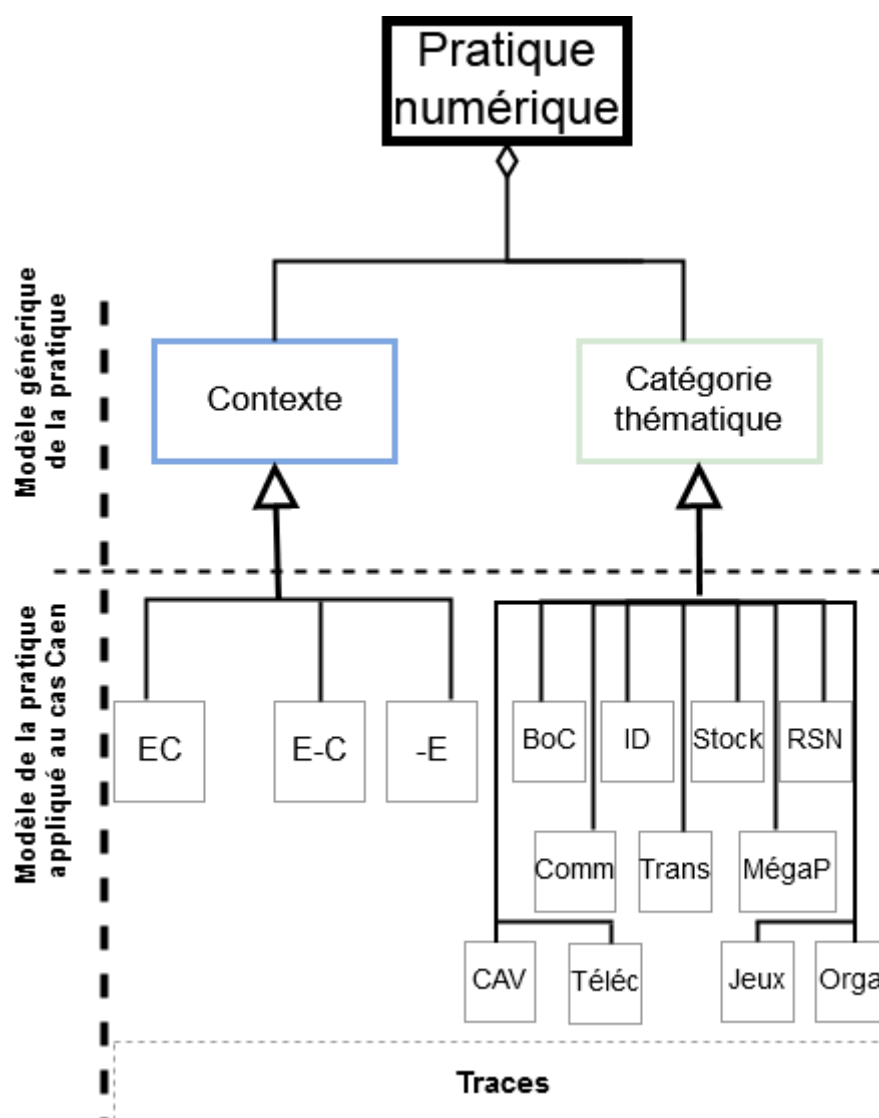 Pratique
numérique
Modèle générique
de la pratique
Contexte
Catégorie
thématique
Modèle de la pratique
appliqué au cas Caen
EC
E-C
-E
BoC
ID
Stock
RSN
Comm
Trans
MégaP
CAV
Téléc
Jeux
Orga
Traces